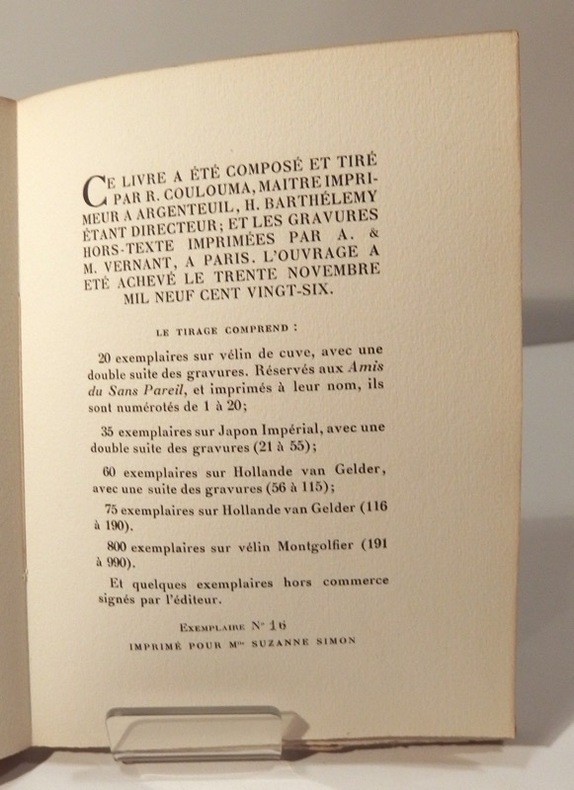 CE LIVRE A ÉTÉ COMPOSÉ ET TIRÉ
PAR R. COULOUMA, MAITRE IMPRI-
MEUR A ARGENTEUIL, H. BARTHÉLEMY
ÉTANT DIRECTEUR; ET LES GRAVURES
HORS-TEXTE IMPRIMÉES PAR A. &
M. VERNANT, A PARIS. L'OUVRAGE A
ETÉ ACHEVÉ LE TRENTE NOVEMBRE
MIL NEUF CENT VINGT-SIX.
LE TIRAGE COMPREND :
20 exemplaires sur vélin de cuve, avec une
double suite des gravures. Réservés aux Amis
du Sans Pareil, et imprimés à leur nom, ils
sont numérotés de 1 à 20;
35 exemplaires sur Japon Impérial, avec une
double suite des gravures (21 à 55);
60 exemplaires sur Hollande van Gelder,
avec une suite des gravures (56 à 115);
75 exemplaires sur Hollande van Gelder (116
à 190).
800 exemplaires sur vélin Montgolfier (191
à 990).
Et quelques exemplaires hors commerce
signés par l'éditeur.
EXEMPLAIRE N° 16
IMPRIMÉ POUR SUZANNE SIMON